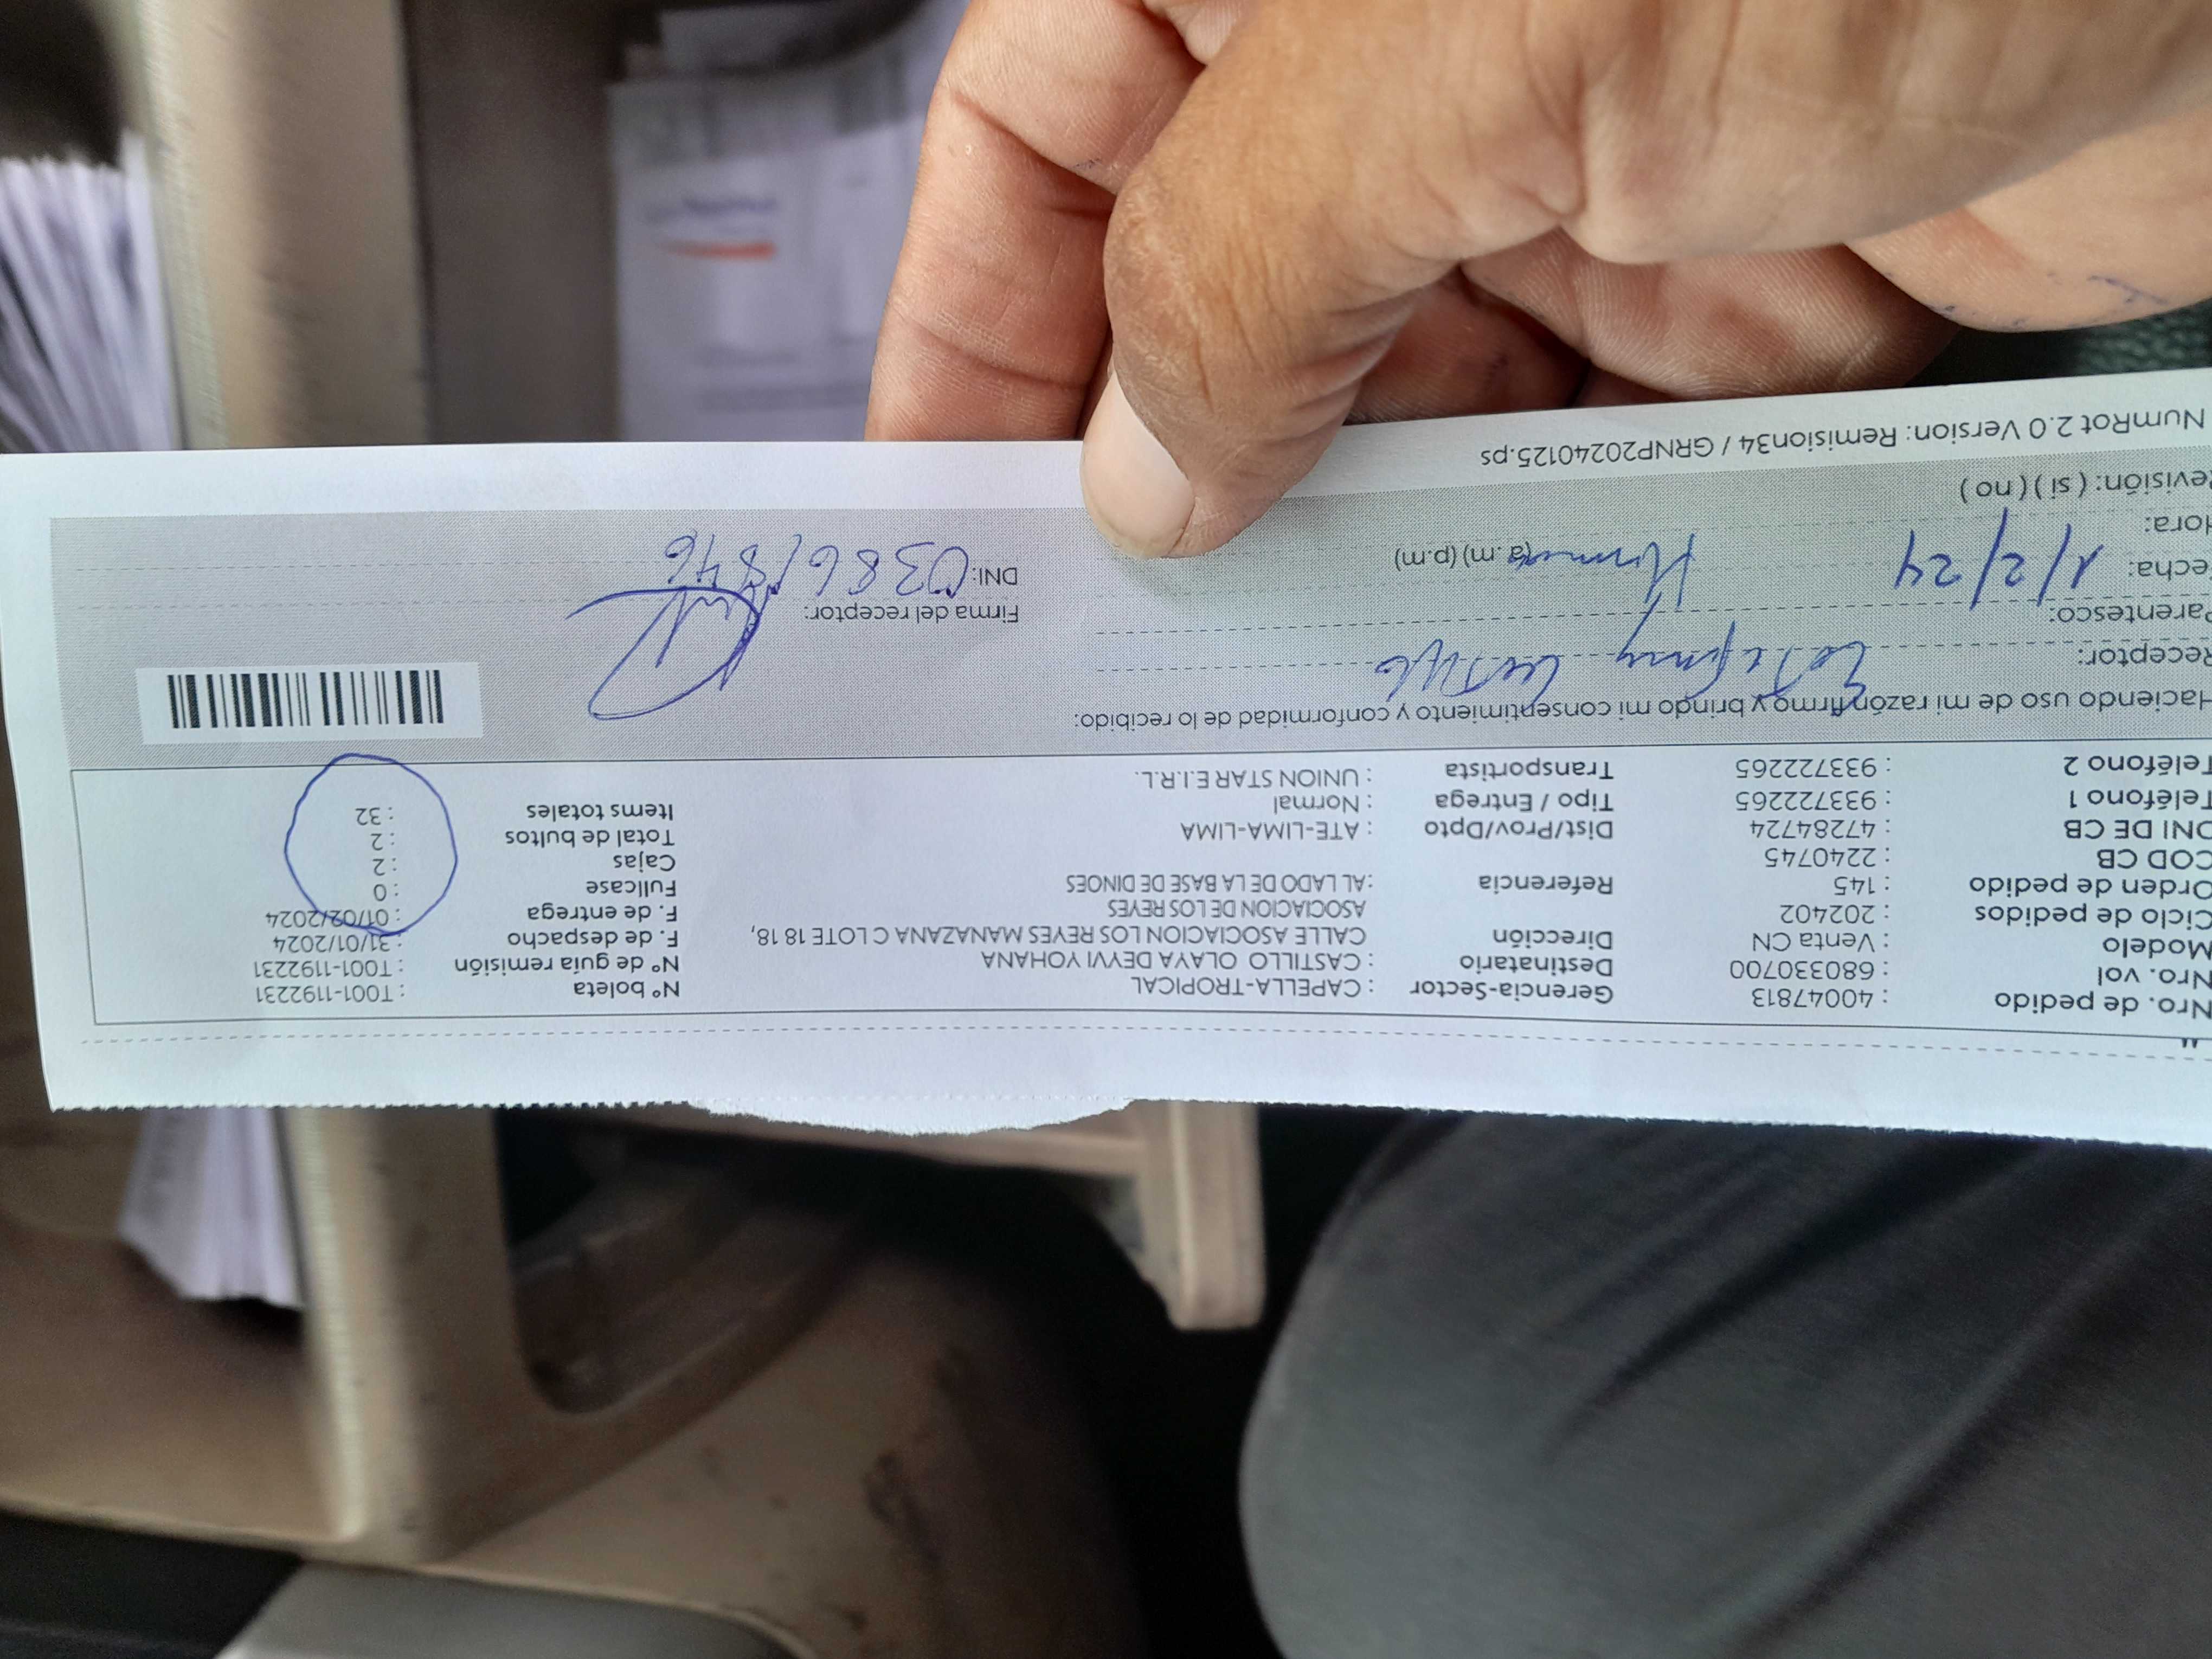 Nro. de pedido : 40047813 Gerencia-Sector : CAPELLA-TROPICAL N° boleta : T001-1192231
Nro. vol : 680330700 Destinatario : CASTILLO OLAYA DEYVI YOHANA N° de guía remisión : T001-1192231
Modelo : Venta CN Dirección CALLE ASOCIACION LOS REYES MANAZANA C LOTE 18 18, F. de despacho : 31/01/2024
Ciclo de pedidos : 202402 ASOCIACION DE LOS REYES F. de entrega : 01/02/2024
Orden de pedido : 145 Referencia : AL LADO DE LA BASE DE DINOES Fullcase : 0
COD CB : 2240745 Cajas : 2
DNI DE CB : 47284724 Dist/Prov/Dpto : ATE-LIMA-LIMA Total de bultos : 2
Teléfono 1 : 933722265 Tipo / Entrega : Normal Items totales : 32
Teléfono 2 : 933722265 Transportista : UNION STAR E.I.R.L.
Haciendo uso de mi razón firmo y brindo mi consentimiento y conformidad de lo recibido:
Receptor:
Parentesco: Firma del receptor:
Fecha: 1/2/24 DNI: 03861846
Hora: (a.m) (p.m)
Revisión: ( si ) ( no )
NumRot 2.0 Version: Remision34 / GRNP20240125.ps